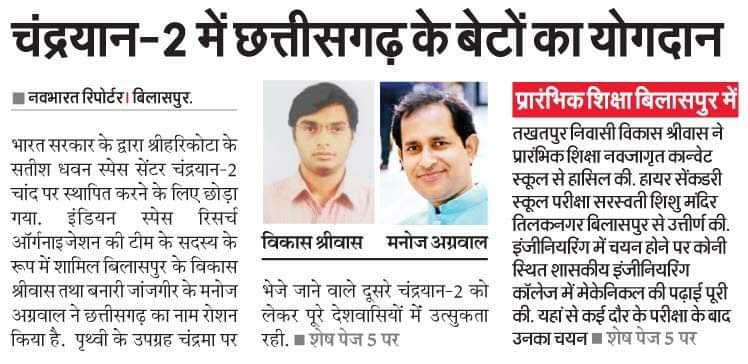 चंद्रयान-2 में छत्तीसगढ़ के बेटों का योगदान
■ नवभारत रिपोर्टर। बिलासपुर.
भारत सरकार के द्वारा श्रीहरिकोटा के
सतीश धवन स्पेस सेंटर चंद्रयान-2
चांद पर स्थापित करने के लिए छोड़ा
गया. इंडियन स्पेस रिसर्च
ऑर्गनाइजेशन की टीम के सदस्य के
रूप में शामिल बिलासपुर के विकास
श्रीवास तथा बनारी जांजगीर के मनोज
अग्रवाल ने छत्तीसगढ़ का नाम रोशन
किया है. पृथ्वी के उपग्रह चंद्रमा पर
विकास श्रीवास मनोज अग्रवाल
भेजे जाने वाले दूसरे चंद्रयान-2 को
लेकर पूरे देशवासियों में उत्सुकता
रही. ■ शेष पेज 5 पर
प्रारंभिक शिक्षा बिलासपुर में
तखतपुर निवासी विकास श्रीवास ने
प्रारंभिक शिक्षा नवजागृत कान्वेट
स्कूल से हासिल की. हायर सेंकडरी
स्कूल परीक्षा सरस्वती शिशु मंदिर
तिलकनगर बिलासपुर से उत्तीर्ण की.
इंजीनियरिंग में चयन होने पर कोनी
स्थित शासकीय इंजीनियरिंग
कॉलेज में मेकेनिकल की पढ़ाई पूरी
की. यहां से कई दौर के परीक्षा के बाद
उनका चयन ■ शेष पेज 5 पर